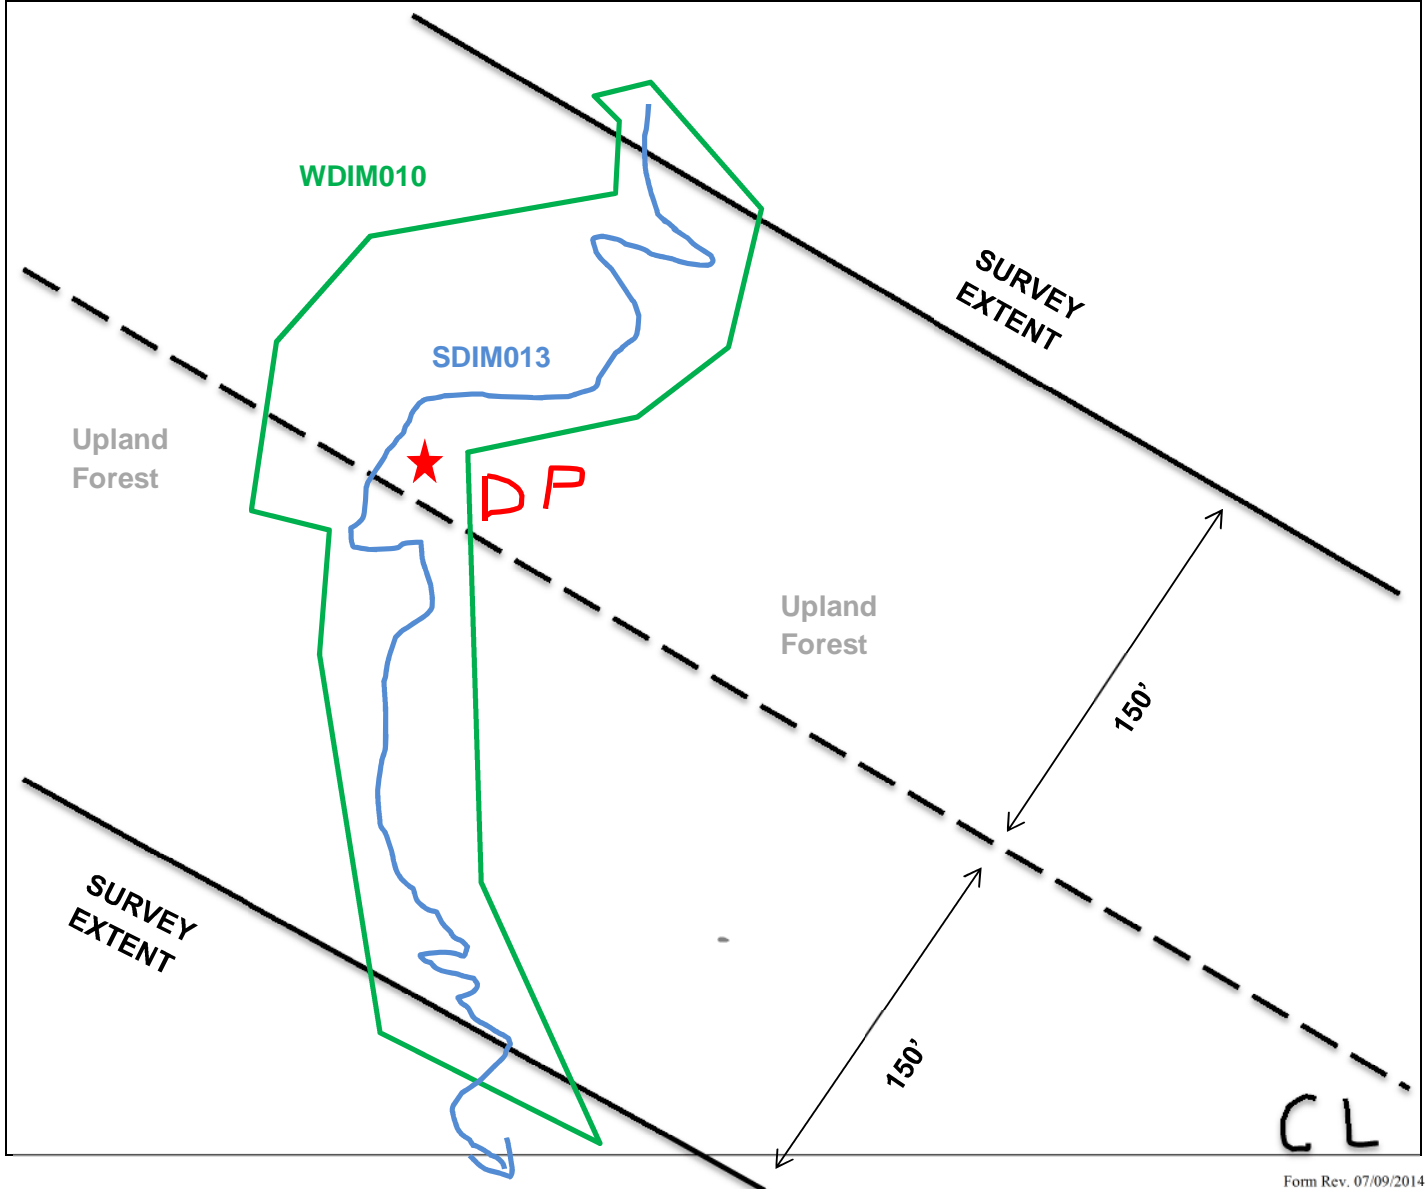 WDIM010
SURVEY
EXTENT
SDIM013
Upland
Forest
DP
Upland
Forest
150’
SURVEY
EXTENT
150’
CL
Form Rev. 07/09/2014